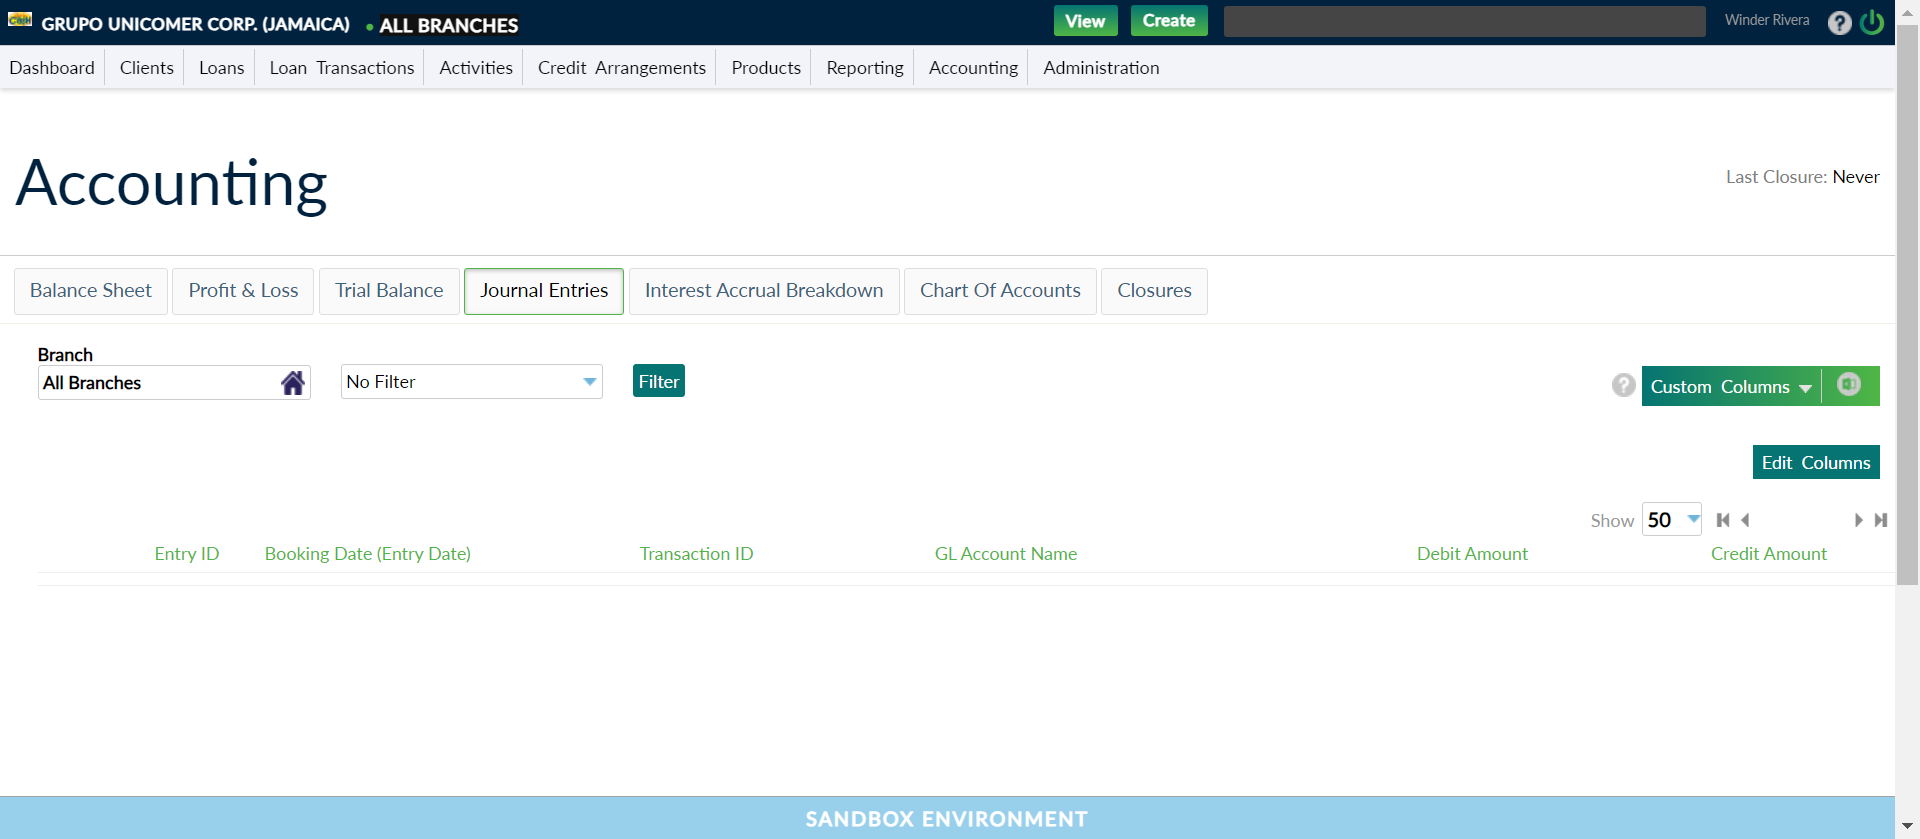 GRUPO UNICOMER CORP. (JAMAICA) • ALL BRANCHES View Create Winder Rivera ?
Dashboard Clients Loans Loan Transactions Activities Credit Arrangements Products Reporting Accounting Administration
Accounting
Last Closure: Never
Balance Sheet Profit & Loss Trial Balance Journal Entries Interest Accrual Breakdown Chart Of Accounts Closures
Branch
All Branches No Filter Filter ? Custom Columns
Edit Columns
Show 50
Entry ID Booking Date (Entry Date) Transaction ID GL Account Name Debit Amount Credit Amount
SANDBOX ENVIRONMENT